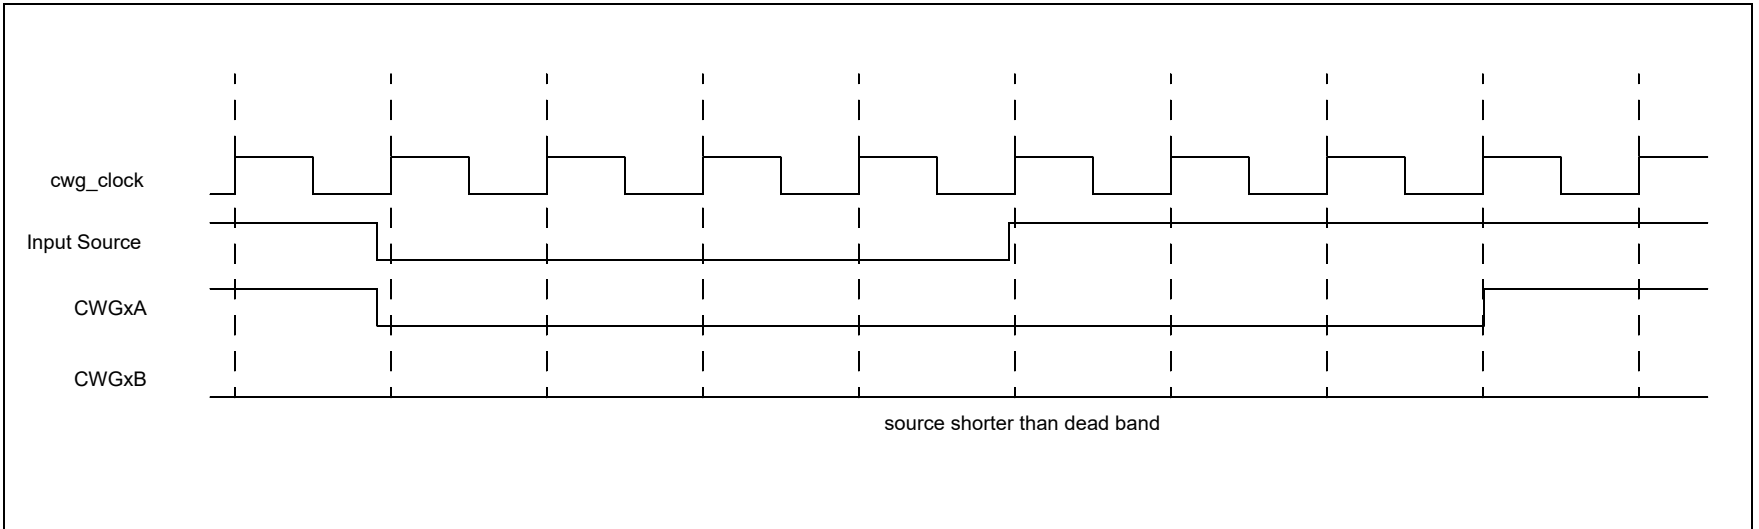 cwg_clock
Input Source
CWGxA
CWGxB
source shorter than dead band